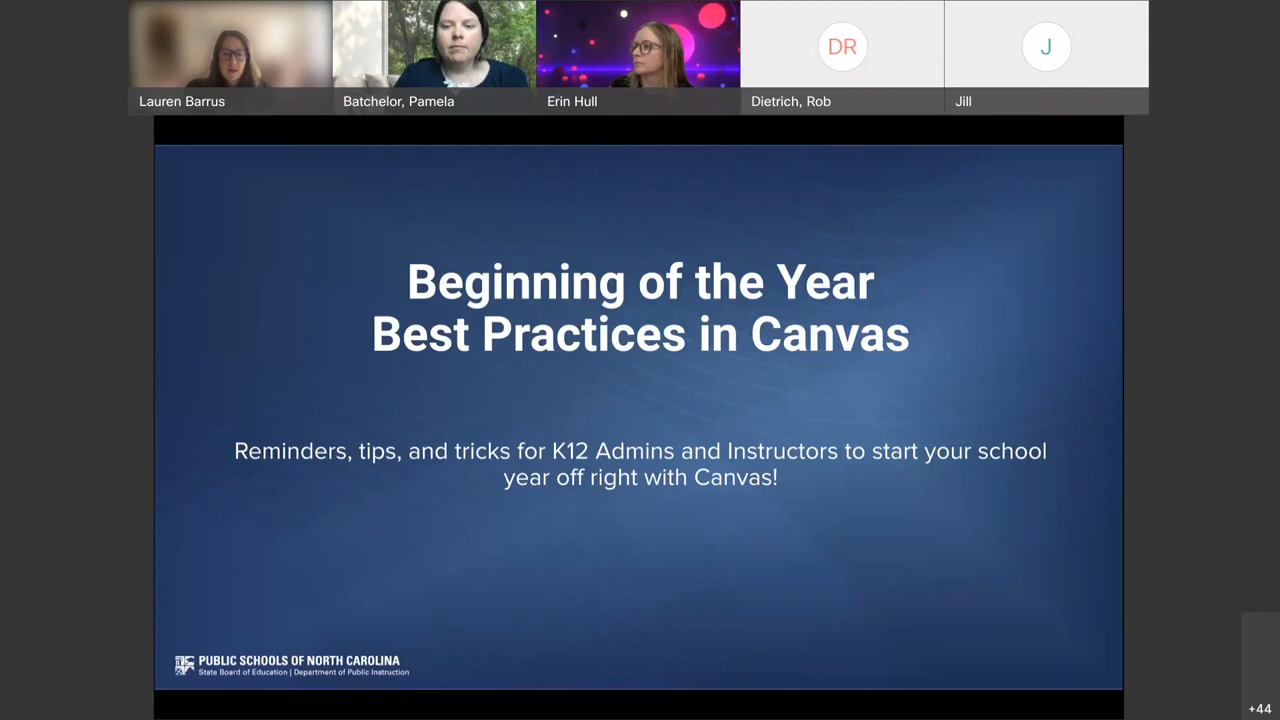 DR
J
Lauren Barrus
Batchelor, Pamela
Erin Hull
Dietrich, Rob
Jill
Beginning of the Year
Best Practices in Canvas
Reminders, tips, and tricks for K12 Admins and Instructors to start your school
year off right with Canvas!
PUBLIC SCHOOLS OF NORTH CAROLINA
State Board of Education | Department of Public Instruction
+44